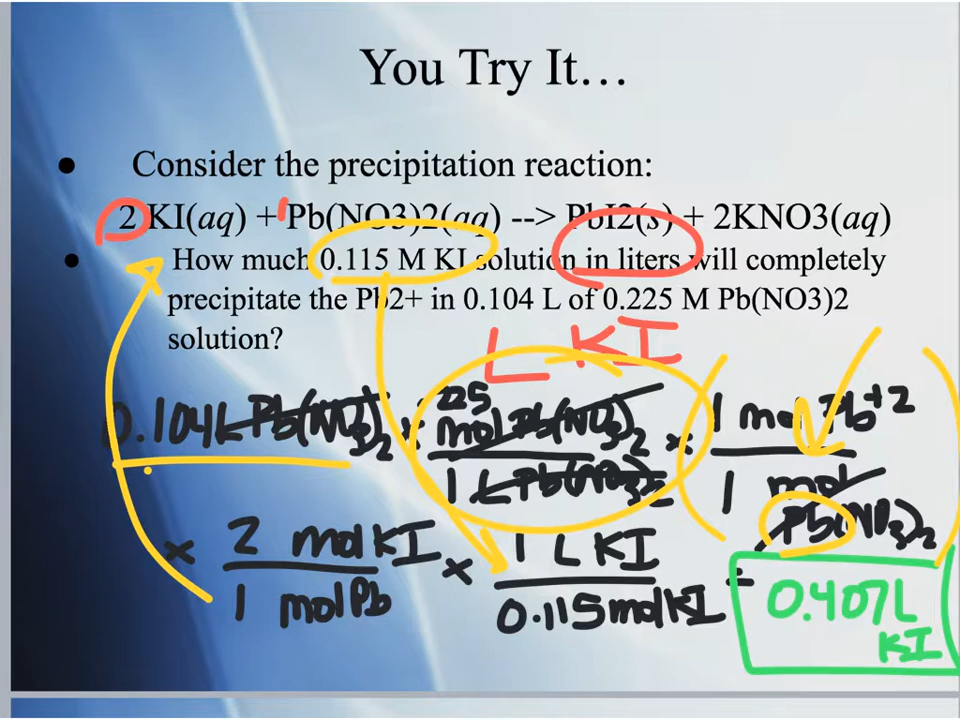 You Try It…
● Consider the precipitation reaction:
2 KI(aq) + 1 Pb(NO3)2(aq) --> PbI2(s) + 2KNO3(aq)
● How much 0.115 M KI solution in liters will completely
precipitate the Pb2+ in 0.104 L of 0.225 M Pb(NO3)2
solution?
L KI
0.104L Pb(NO3)2 × 225 mol Pb(NO3)2 / 1 L Pb(NO3)2 × 1 mol Pb+2 / 1 mol Pb(NO3)2
× 2 mol KI / 1 mol Pb × 1 L KI / 0.115 mol KI =
0.407L
KI